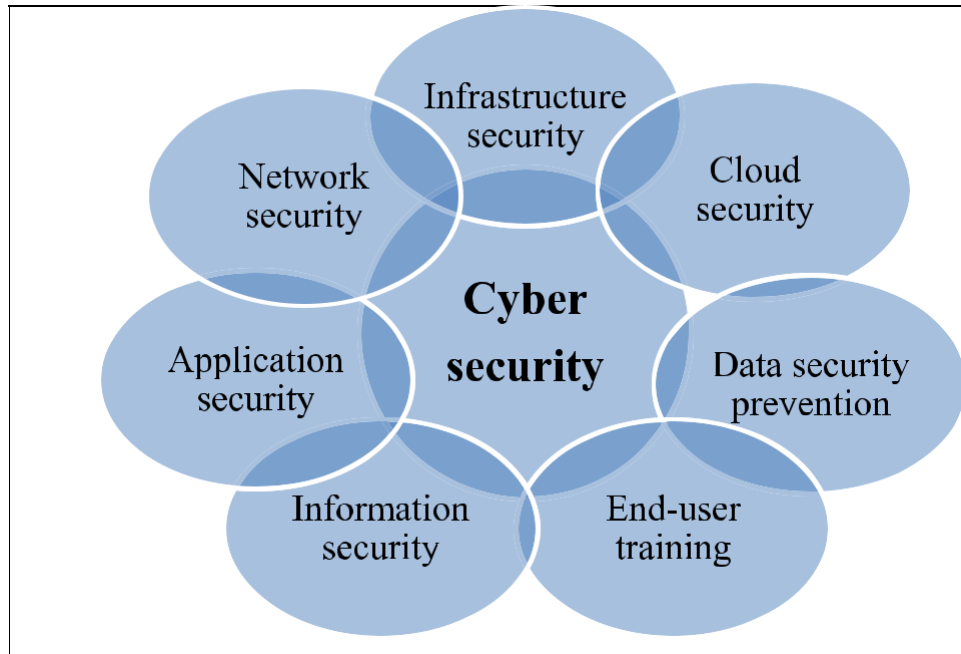 Infrastructure
security
Network
security
Cloud
security
Cyber
security
Application
security
Data security
prevention
Information
security
End-user
training